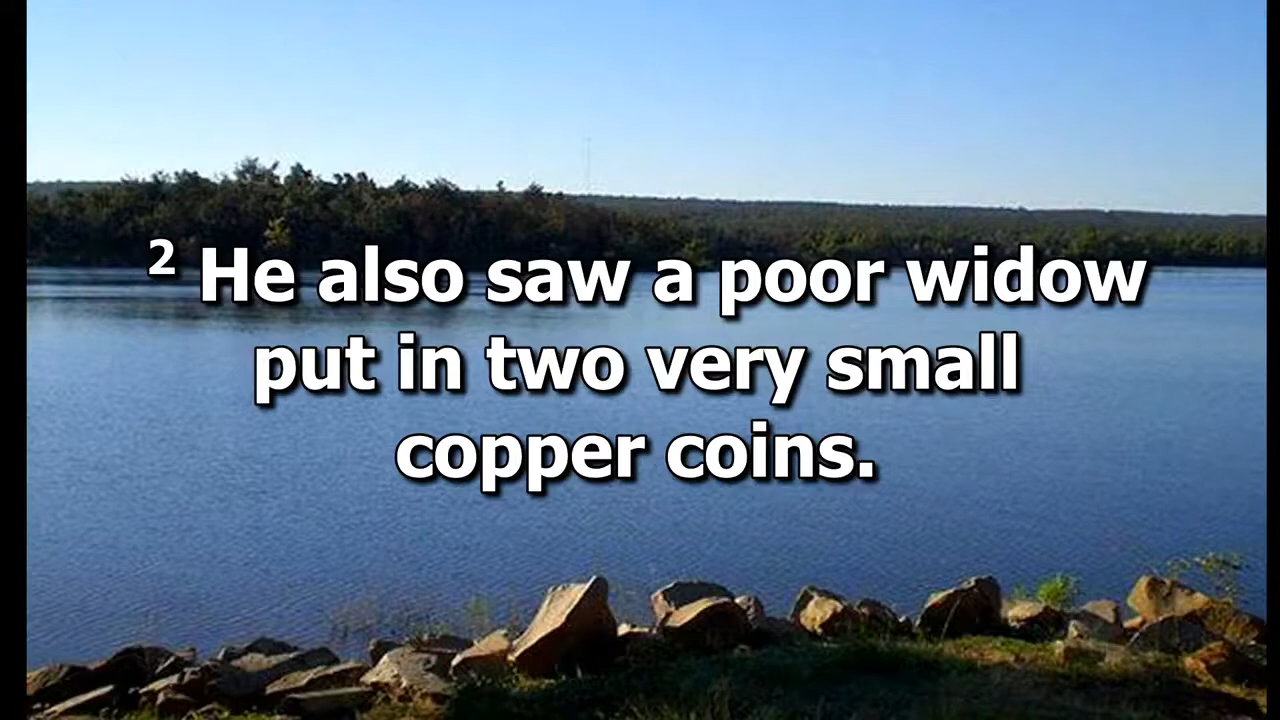 2 He also saw a poor widow
put in two very small
copper coins.